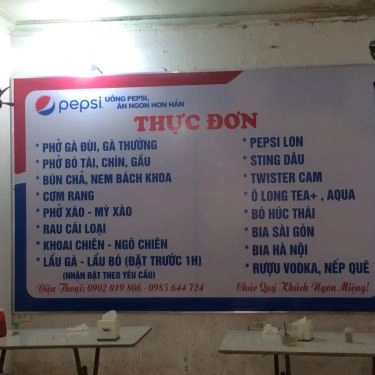 pepsi UỐNG PEPSI,
ĂN NGON HƠN HẲN
THỰC ĐƠN
* PHỞ GÀ ĐÙI, GÀ THƯỜNG
* PHỞ BÒ TÁI, CHÍN, GẦU
* BÚN CHẢ, NEM BÁCH KHOA
* CƠM RANG
* PHỞ XÀO - MỲ XÀO
* RAU CẢI LOẠI
* KHOAI CHIÊN - NGÔ CHIÊN
* LẨU GÀ - LẨU BÒ (ĐẶT TRƯỚC 1H)
(NHẬN ĐẶT THEO YÊU CẦU)
Điện Thoại: 0902 019 806 - 0985 644 724
* PEPSI LON
* STING DÂU
* TWISTER CAM
* Ô LONG TEA+ , AQUA
* BÒ HÚC THÁI
* BIA SÀI GÒN
* BIA HÀ NỘI
* RƯỢU VODKA, NẾP QUÊ
Chúc Quý Khách Ngon Miệng!